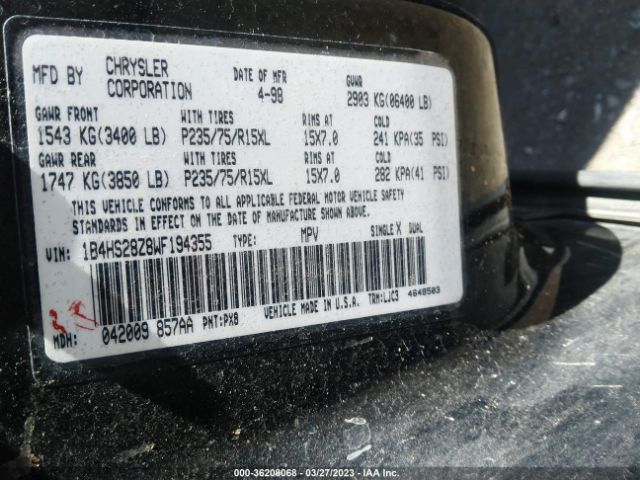 MFD BY CHRYSLER CORPORATION DATE OF MFR 4-98 GVWR 2903 KG(06400 LB)
GAWR FRONT WITH TIRES RIMS AT COLD
1543 KG(3400 LB) P235/75/R15XL 15X7.0 241 KPA(35 PSI)
GAWR REAR WITH TIRES RIMS AT COLD
1747 KG(3850 LB) P235/75/R15XL 15X7.0 282 KPA(41 PSI)
THIS VEHICLE CONFORMS TO ALL APPLICABLE FEDERAL MOTOR VEHICLE SAFETY
STANDARDS IN EFFECT ON THE DATE OF MANUFACTURE SHOWN ABOVE.
VIN: 1B4HS28Z8WF194355 TYPE: MPV SINGLE X DUAL
VEHICLE MADE IN U.S.A. TRM:LJC3 4648503
MDH: 042009 857AA PNT:PX8
000-36208068 — 03/27/2023 — IAA Inc.